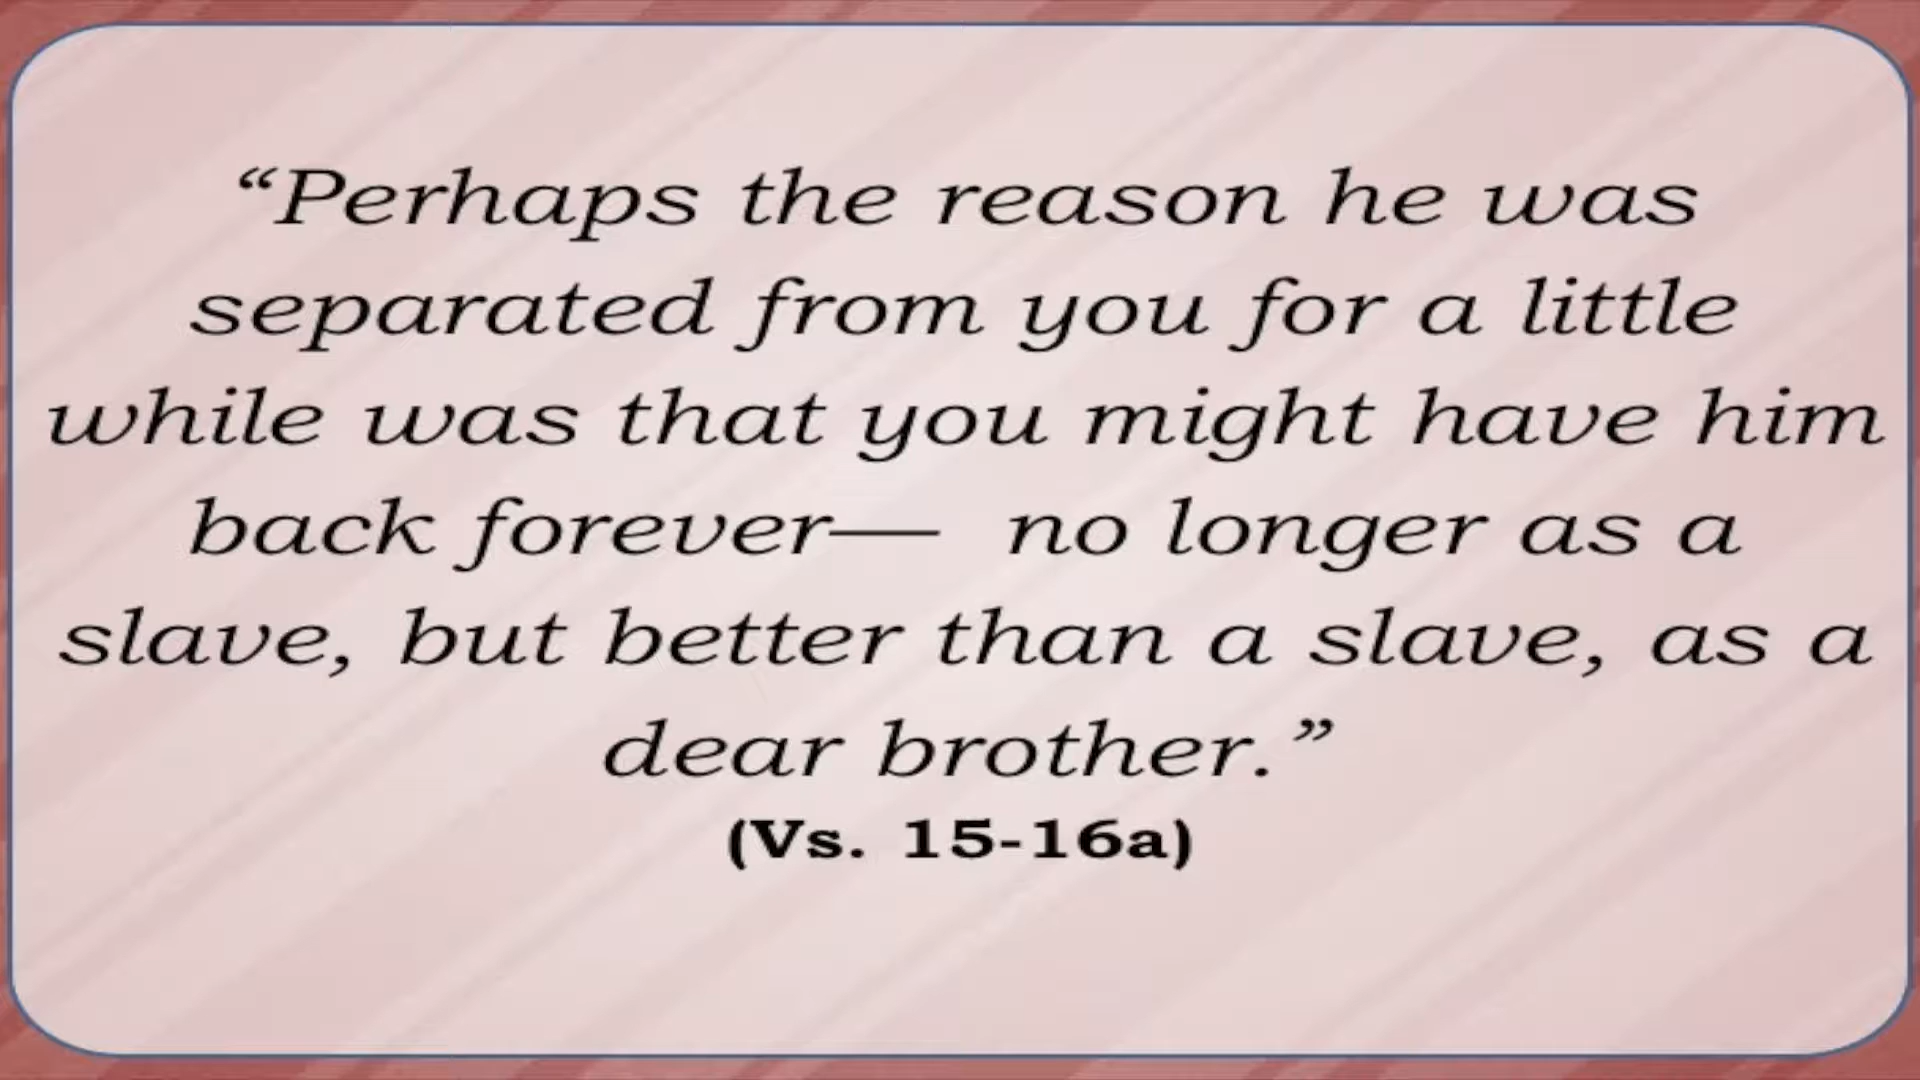 “Perhaps the reason he was
separated from you for a little
while was that you might have him
back forever— no longer as a
slave, but better than a slave, as a
dear brother.”
(Vs. 15-16a)